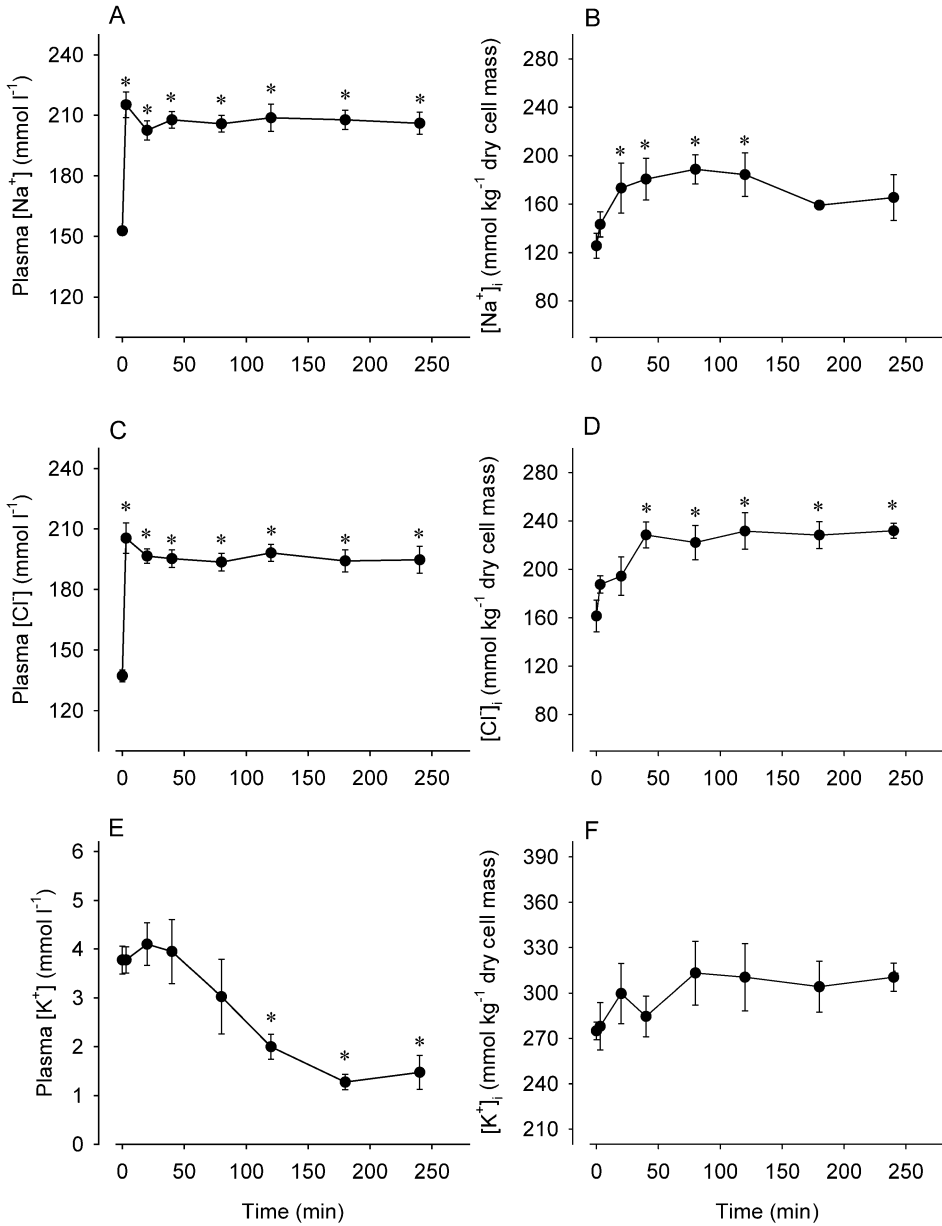 A
Plasma [Na⁺] (mmol l⁻¹)
240
210
180
150
120
* * * * * * *
0 50 100 150 200 250
B
[Na⁺]ᵢ (mmol kg⁻¹ dry cell mass)
280
240
200
160
120
80
* * * *
0 50 100 150 200 250
C
Plasma [Cl⁻] (mmol l⁻¹)
240
210
180
150
120
* * * * * * *
0 50 100 150 200 250
D
[Cl⁻]ᵢ (mmol kg⁻¹ dry cell mass)
280
240
200
160
120
80
* * * * *
0 50 100 150 200 250
E
Plasma [K⁺] (mmol l⁻¹)
6
5
4
3
2
1
0
* * *
0 50 100 150 200 250
Time (min)
F
[K⁺]ᵢ (mmol kg⁻¹ dry cell mass)
390
360
330
300
270
240
210
0 50 100 150 200 250
Time (min)